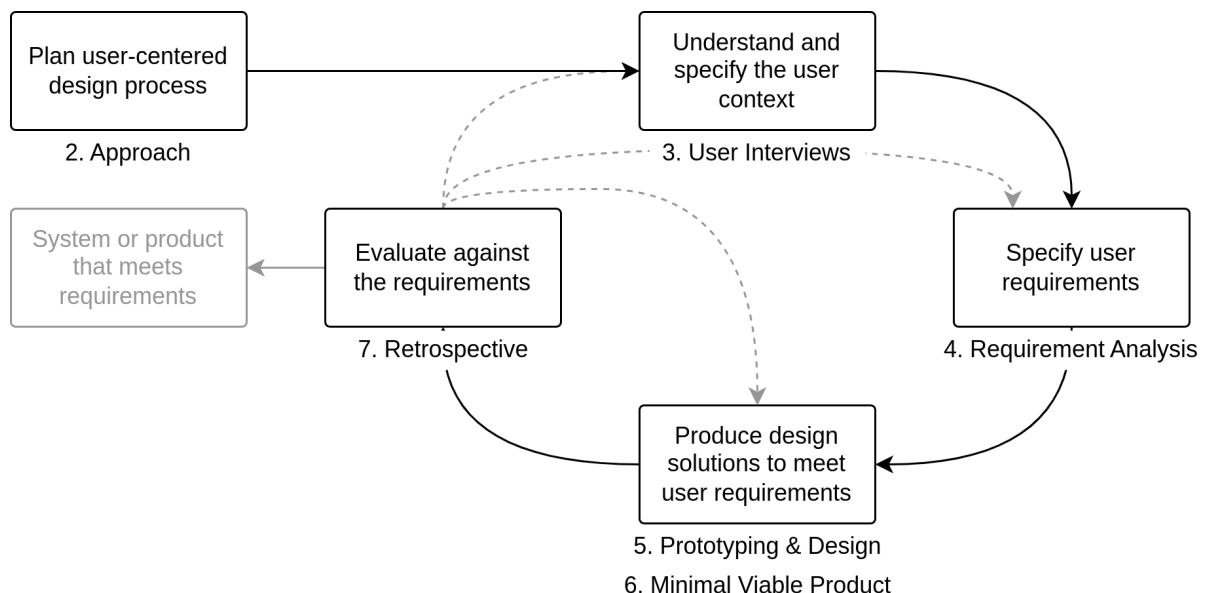 Plan user-centered
design process
2. Approach
Understand and
specify the user
context
3. User Interviews
Specify user
requirements
4. Requirement Analysis
Produce design
solutions to meet
user requirements
5. Prototyping & Design
6. Minimal Viable Product
Evaluate against
the requirements
7. Retrospective
System or product
that meets
requirements